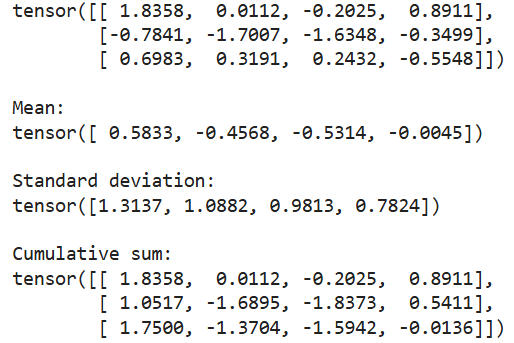 tensor([[ 1.8358,  0.0112, -0.2025,  0.8911],
        [-0.7841, -1.7007, -1.6348, -0.3499],
        [ 0.6983,  0.3191,  0.2432, -0.5548]])

Mean:
tensor([ 0.5833, -0.4568, -0.5314, -0.0045])

Standard deviation:
tensor([1.3137, 1.0882, 0.9813, 0.7824])

Cumulative sum:
tensor([[ 1.8358,  0.0112, -0.2025,  0.8911],
        [ 1.0517, -1.6895, -1.8373,  0.5411],
        [ 1.7500, -1.3704, -1.5942, -0.0136]])